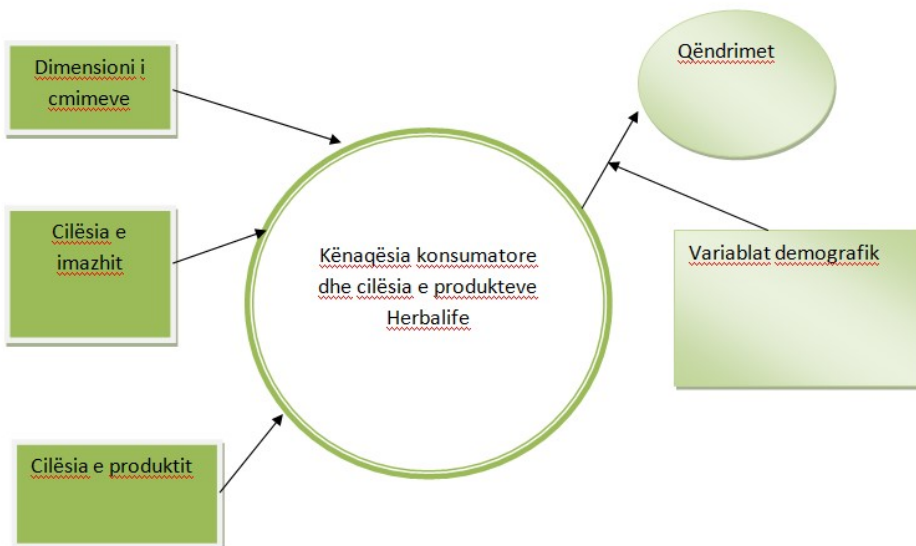 Dimensioni i
cmimeve
Qëndrimet
Cilësia e
imazhit
Kënaqësia konsumatore
dhe cilësia e produkteve
Herbalife
Variablat demografik
Cilësia e produktit